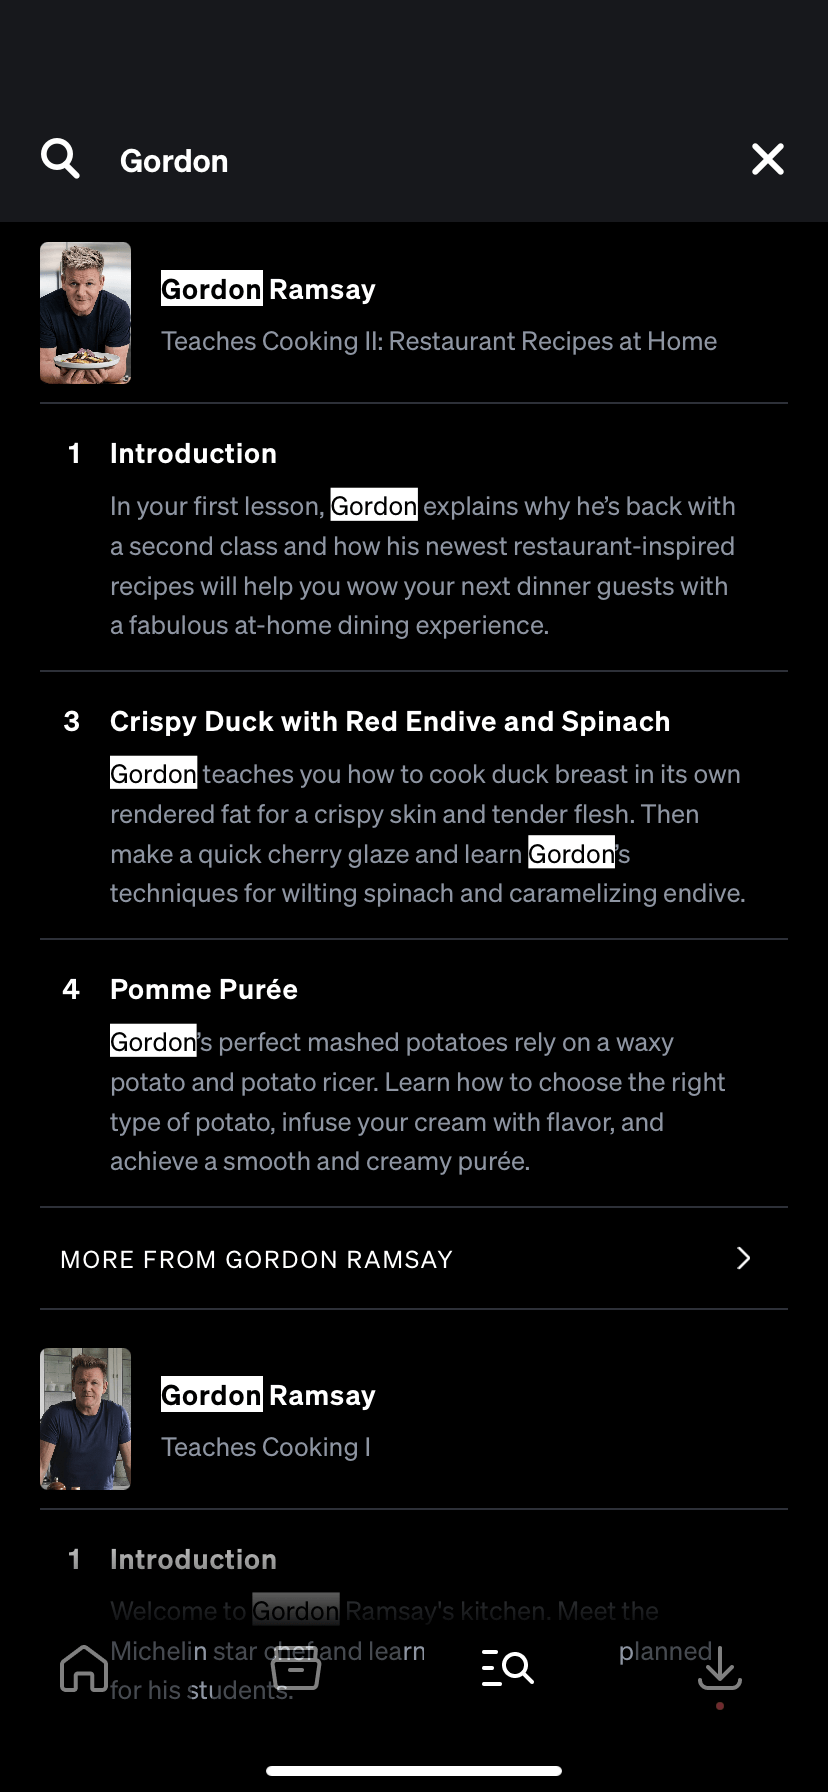 Gordon
Gordon Ramsay
Teaches Cooking II: Restaurant Recipes at Home
1 Introduction
In your first lesson, Gordon explains why he’s back with
a second class and how his newest restaurant-inspired
recipes will help you wow your next dinner guests with
a fabulous at-home dining experience.
3 Crispy Duck with Red Endive and Spinach
Gordon teaches you how to cook duck breast in its own
rendered fat for a crispy skin and tender flesh. Then
make a quick cherry glaze and learn Gordon’s
techniques for wilting spinach and caramelizing endive.
4 Pomme Purée
Gordon’s perfect mashed potatoes rely on a waxy
potato and potato ricer. Learn how to choose the right
type of potato, infuse your cream with flavor, and
achieve a smooth and creamy purée.
MORE FROM GORDON RAMSAY
Gordon Ramsay
Teaches Cooking I
1 Introduction
Welcome to Gordon Ramsay's kitchen. Meet the
Michelin star chef and learn planned
for his students.